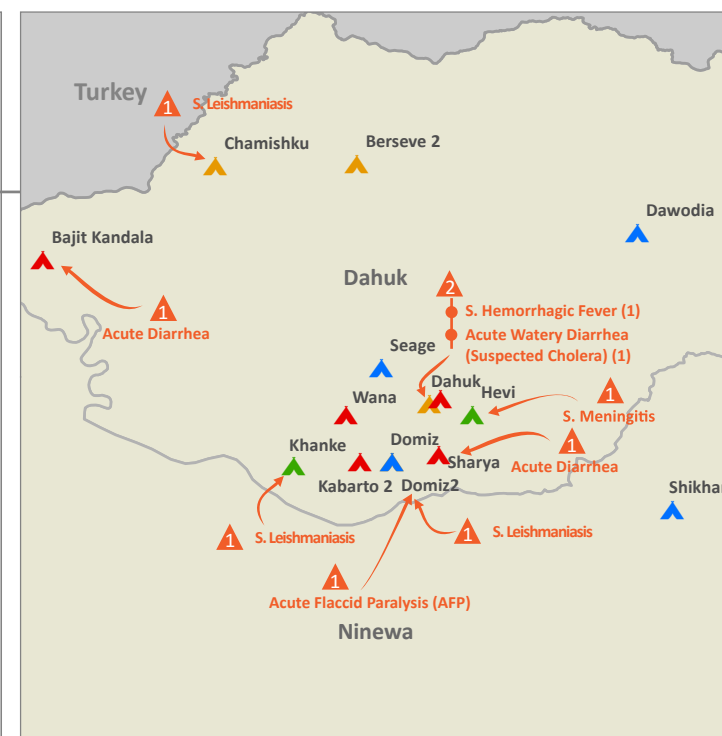 Turkey
1
S. Leishmaniasis
Chamishku
Berseve 2
Dawodia
Bajit Kandala
Dahuk
2
1
S. Hemorrhagic Fever (1)
Acute Diarrhea
Acute Watery Diarrhea
(Suspected Cholera) (1)
Seage
Dahuk
Wana
Hevi
1
S. Meningitis
Khanke
Domiz
1
Sharya
Acute Diarrhea
Kabarto 2
Domiz2
Shikhan
1
S. Leishmaniasis
1
S. Leishmaniasis
1
Acute Flaccid Paralysis (AFP)
Ninewa